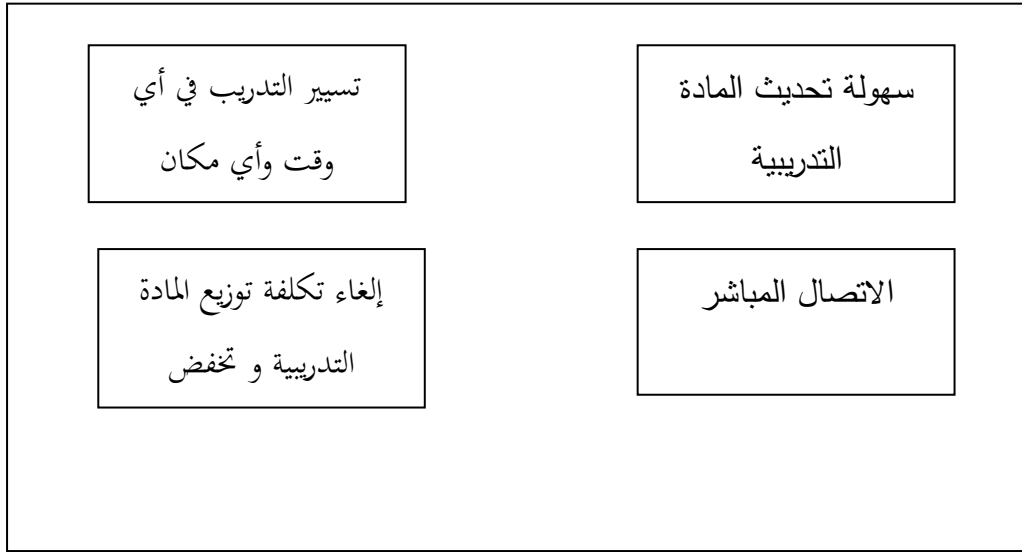 سهولة تحديث المادة
التدريبية
تسيير التدريب في أي
وقت وأي مكان
الاتصال المباشر
إلغاء تكلفة توزيع المادة
التدريبية و تخفض